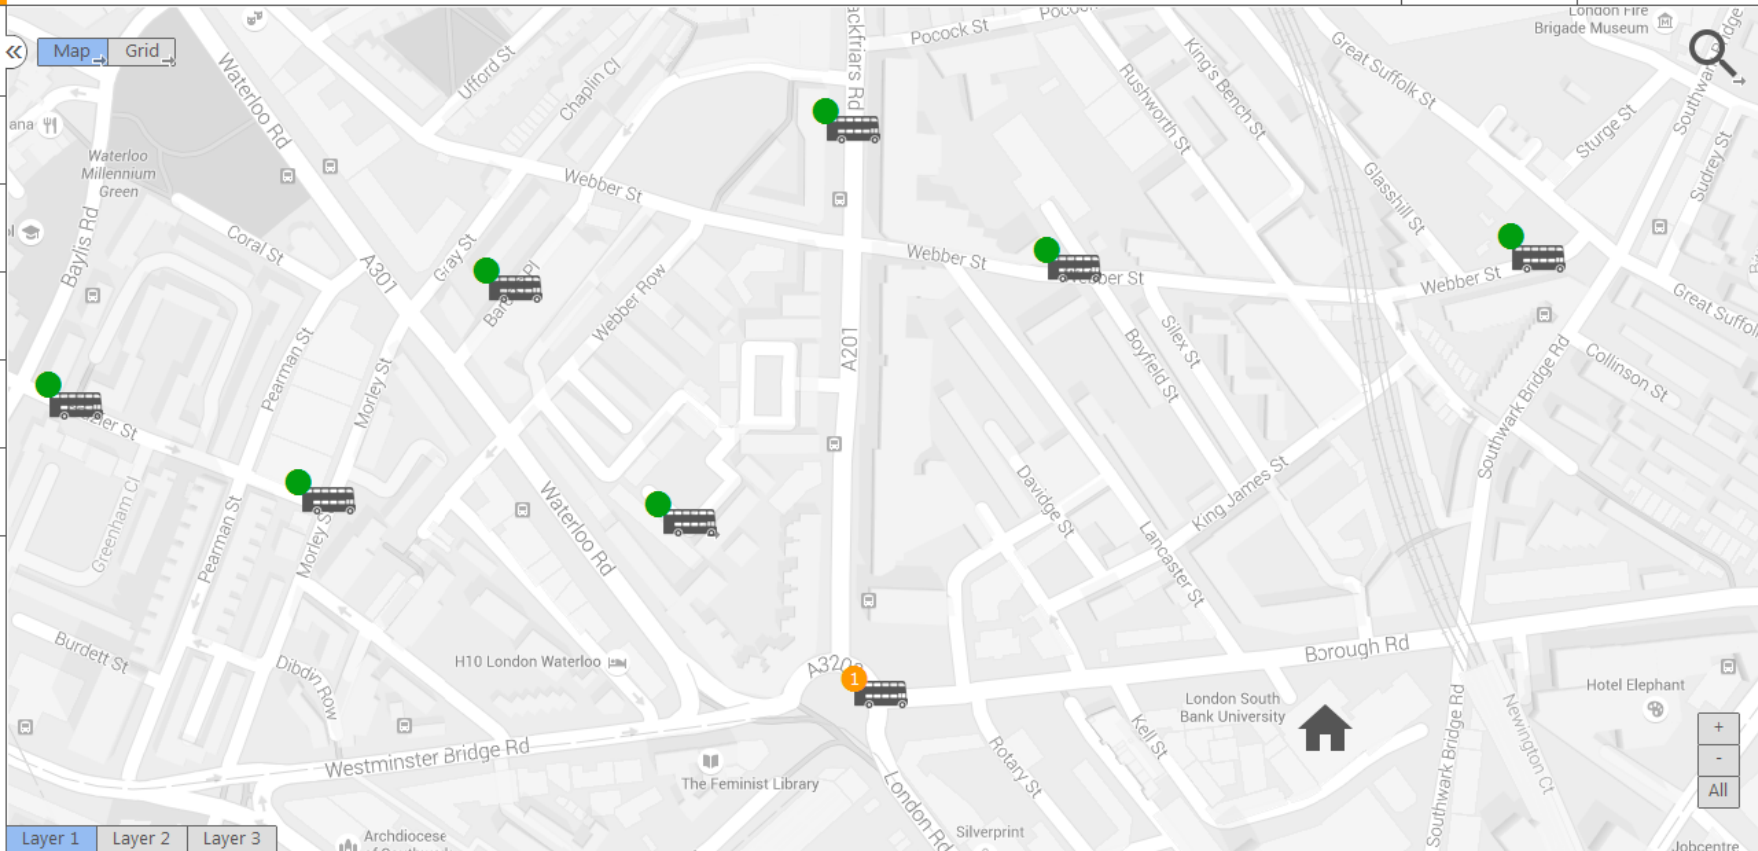 London Fire
Brigade Museum
Pocock St
ackfriars Rd
Map
Grid
Waterloo Rd
Ufford St
Chaplin Cl
Rushworth St
King's Bench St
Great Suffolk St
Sturge St
Sudrey St
ana
Waterloo
Millennium
Green
Baylis Rd
Coral St
A301
Gray St
Webber St
Webber Row
Webber St
Glasshill St
Webber St
Great Suffolk
Pearman St
Morley St
A201
Boyfield St
Silex St
Collinson St
Southwark Bridge Rd
Greenham Cl
Pearman St
Waterloo Rd
Davidge St
King James St
Lancaster St
Burdett St
Dibdin Row
H10 London Waterloo
A320
1
Borough Rd
London South
Bank University
Hotel Elephant
Westminster Bridge Rd
The Feminist Library
London Rd
Rotary St
Kell St
Southwark Bridge Rd
Newington Ct
+
-
All
Silverprint
Archdiocese
Jobcentre
Layer 1
Layer 2
Layer 3